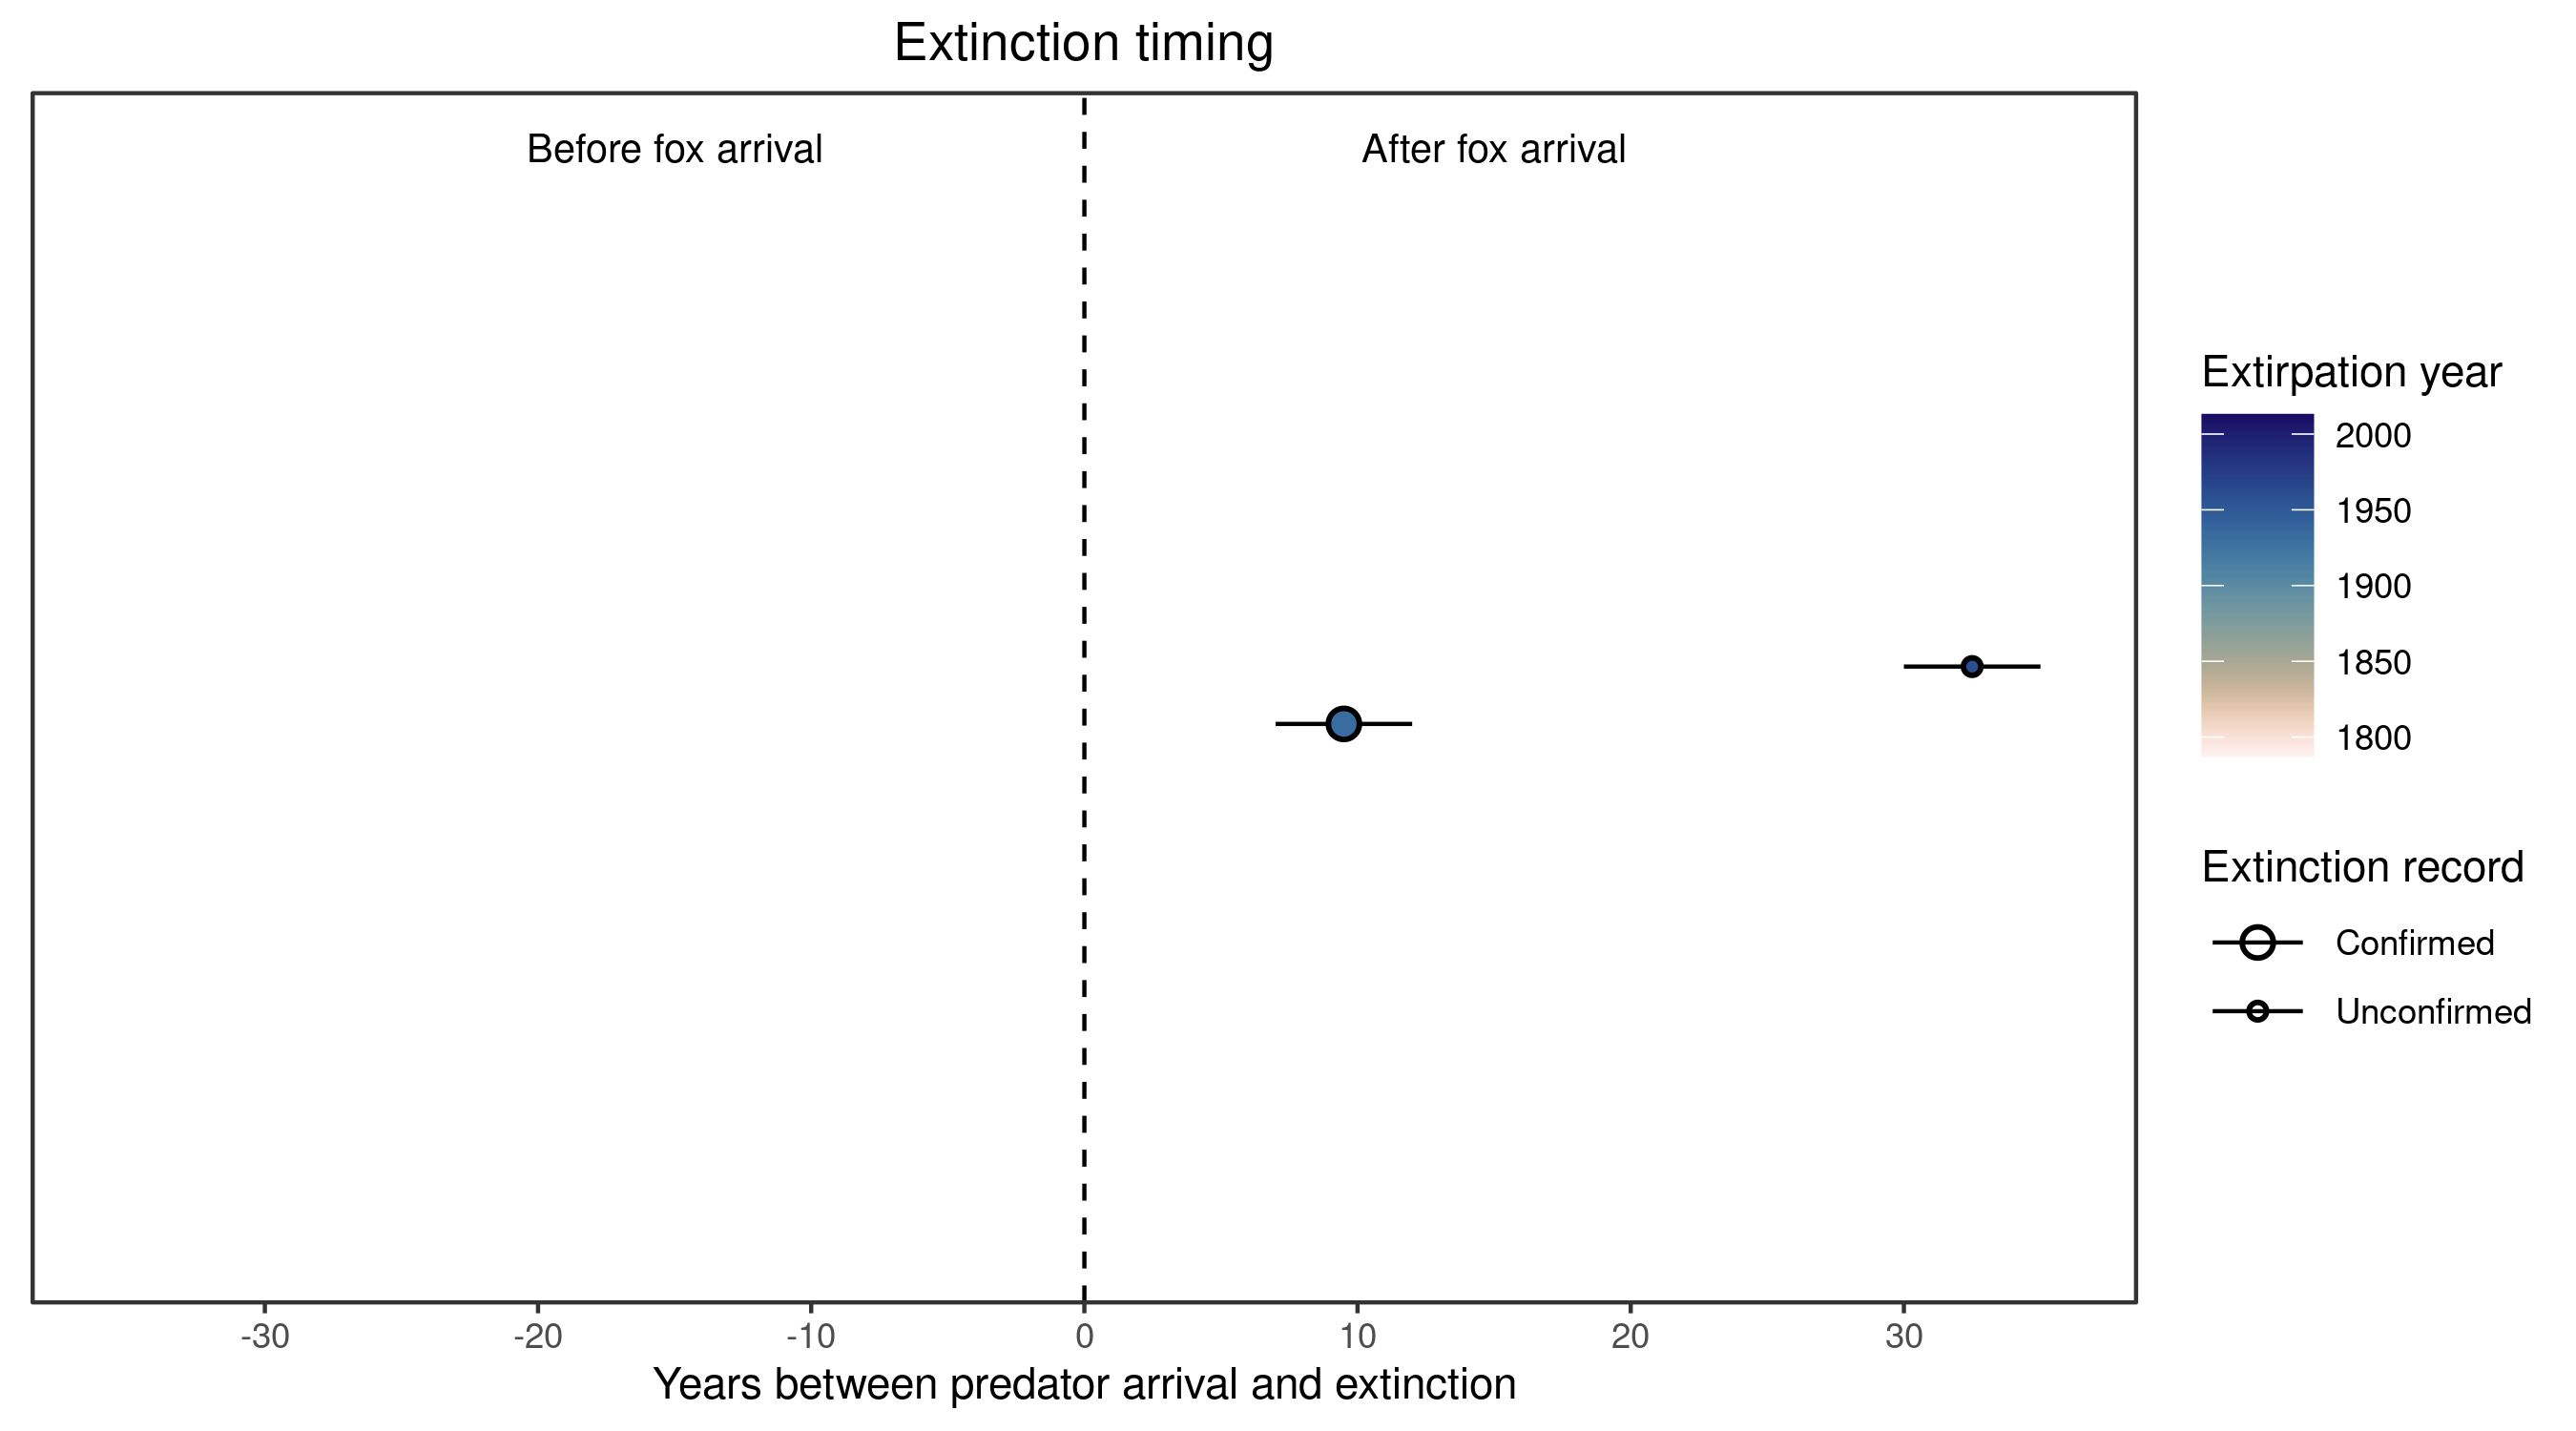 Extinction timing
Before fox arrival
After fox arrival
Extirpation year
2000
1950
1900
1850
1800
Extinction record
Confirmed
Unconfirmed
-30
-20
-10
0
10
20
30
Years between predator arrival and extinction